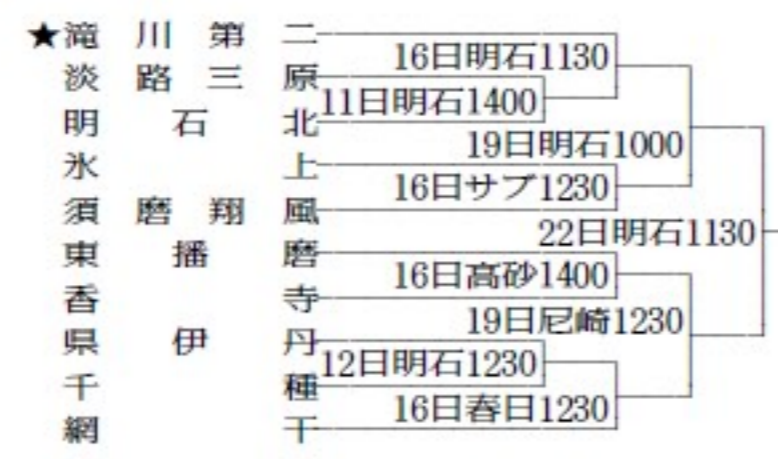 ★滝川第二
16日明石1130
淡路三原
11日明石1400
明石北
19日明石1000
氷上
16日サブ1230
須磨翔風
22日明石1130
東播磨
16日高砂1400
香寺
19日尼崎1230
県伊丹
12日明石1230
千種
16日春日1230
網干